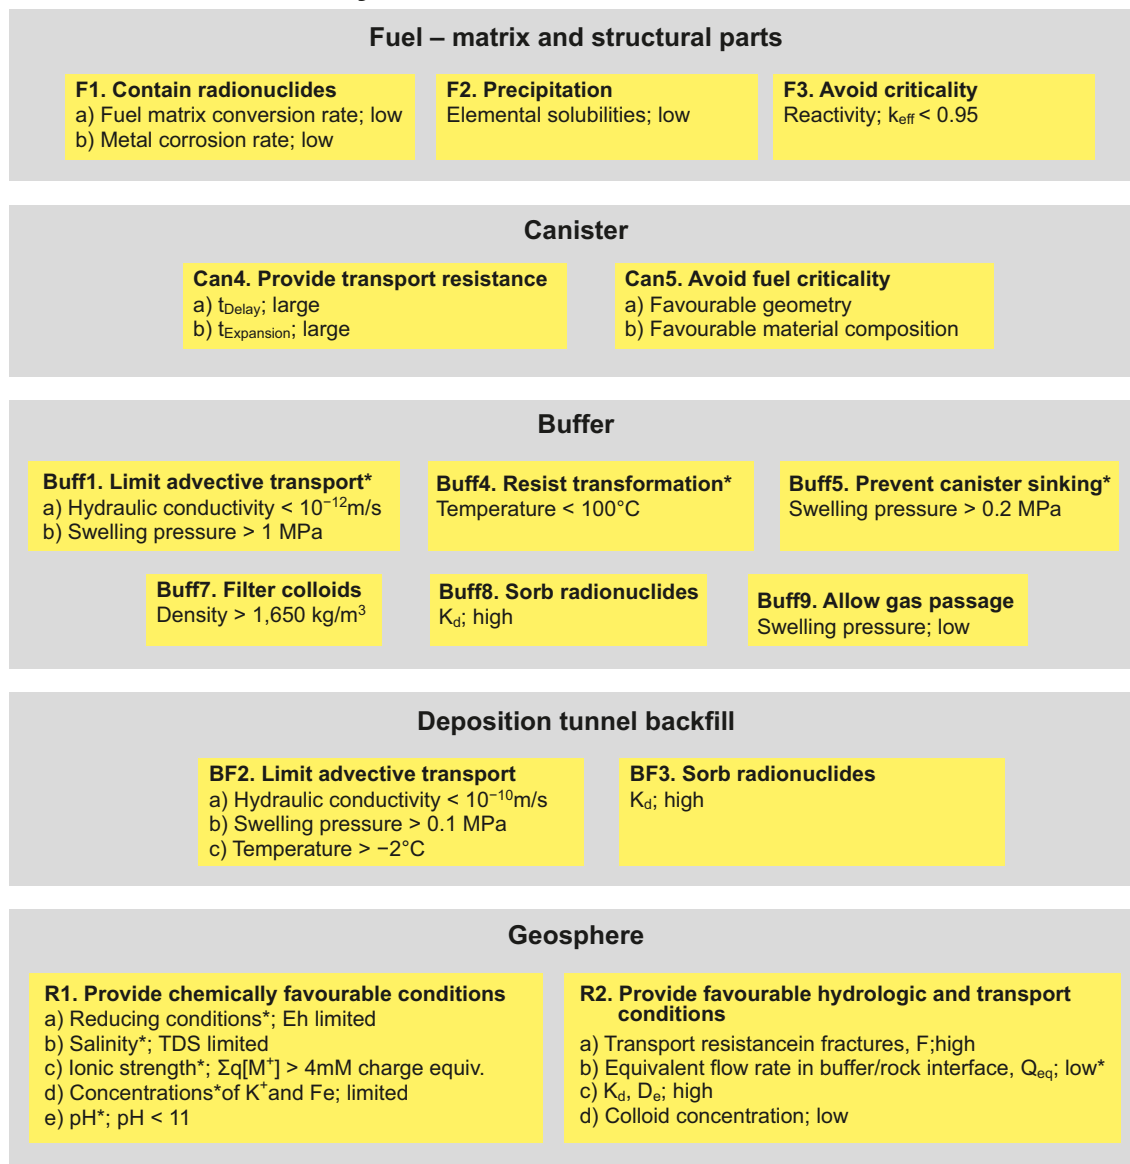 Fuel – matrix and structural parts
F1. Contain radionuclides
a) Fuel matrix conversion rate; low
b) Metal corrosion rate; low
F2. Precipitation
Elemental solubilities; low
F3. Avoid criticality
Reactivity; keff < 0.95
Canister
Can4. Provide transport resistance
a) tDelay; large
b) tExpansion; large
Can5. Avoid fuel criticality
a) Favourable geometry
b) Favourable material composition
Buffer
Buff1. Limit advective transport*
a) Hydraulic conductivity < 10⁻¹²m/s
b) Swelling pressure > 1 MPa
Buff4. Resist transformation*
Temperature < 100°C
Buff5. Prevent canister sinking*
Swelling pressure > 0.2 MPa
Buff7. Filter colloids
Density > 1,650 kg/m³
Buff8. Sorb radionuclides
Kd; high
Buff9. Allow gas passage
Swelling pressure; low
Deposition tunnel backfill
BF2. Limit advective transport
a) Hydraulic conductivity < 10⁻¹⁰m/s
b) Swelling pressure > 0.1 MPa
c) Temperature > −2°C
BF3. Sorb radionuclides
Kd; high
Geosphere
R1. Provide chemically favourable conditions
a) Reducing conditions*; Eh limited
b) Salinity*; TDS limited
c) Ionic strength*; Σq[M⁺] > 4mM charge equiv.
d) Concentrations*of K⁺and Fe; limited
e) pH*; pH < 11
R2. Provide favourable hydrologic and transport
conditions
a) Transport resistancein fractures, F;high
b) Equivalent flow rate in buffer/rock interface, Qeq; low*
c) Kd, De; high
d) Colloid concentration; low